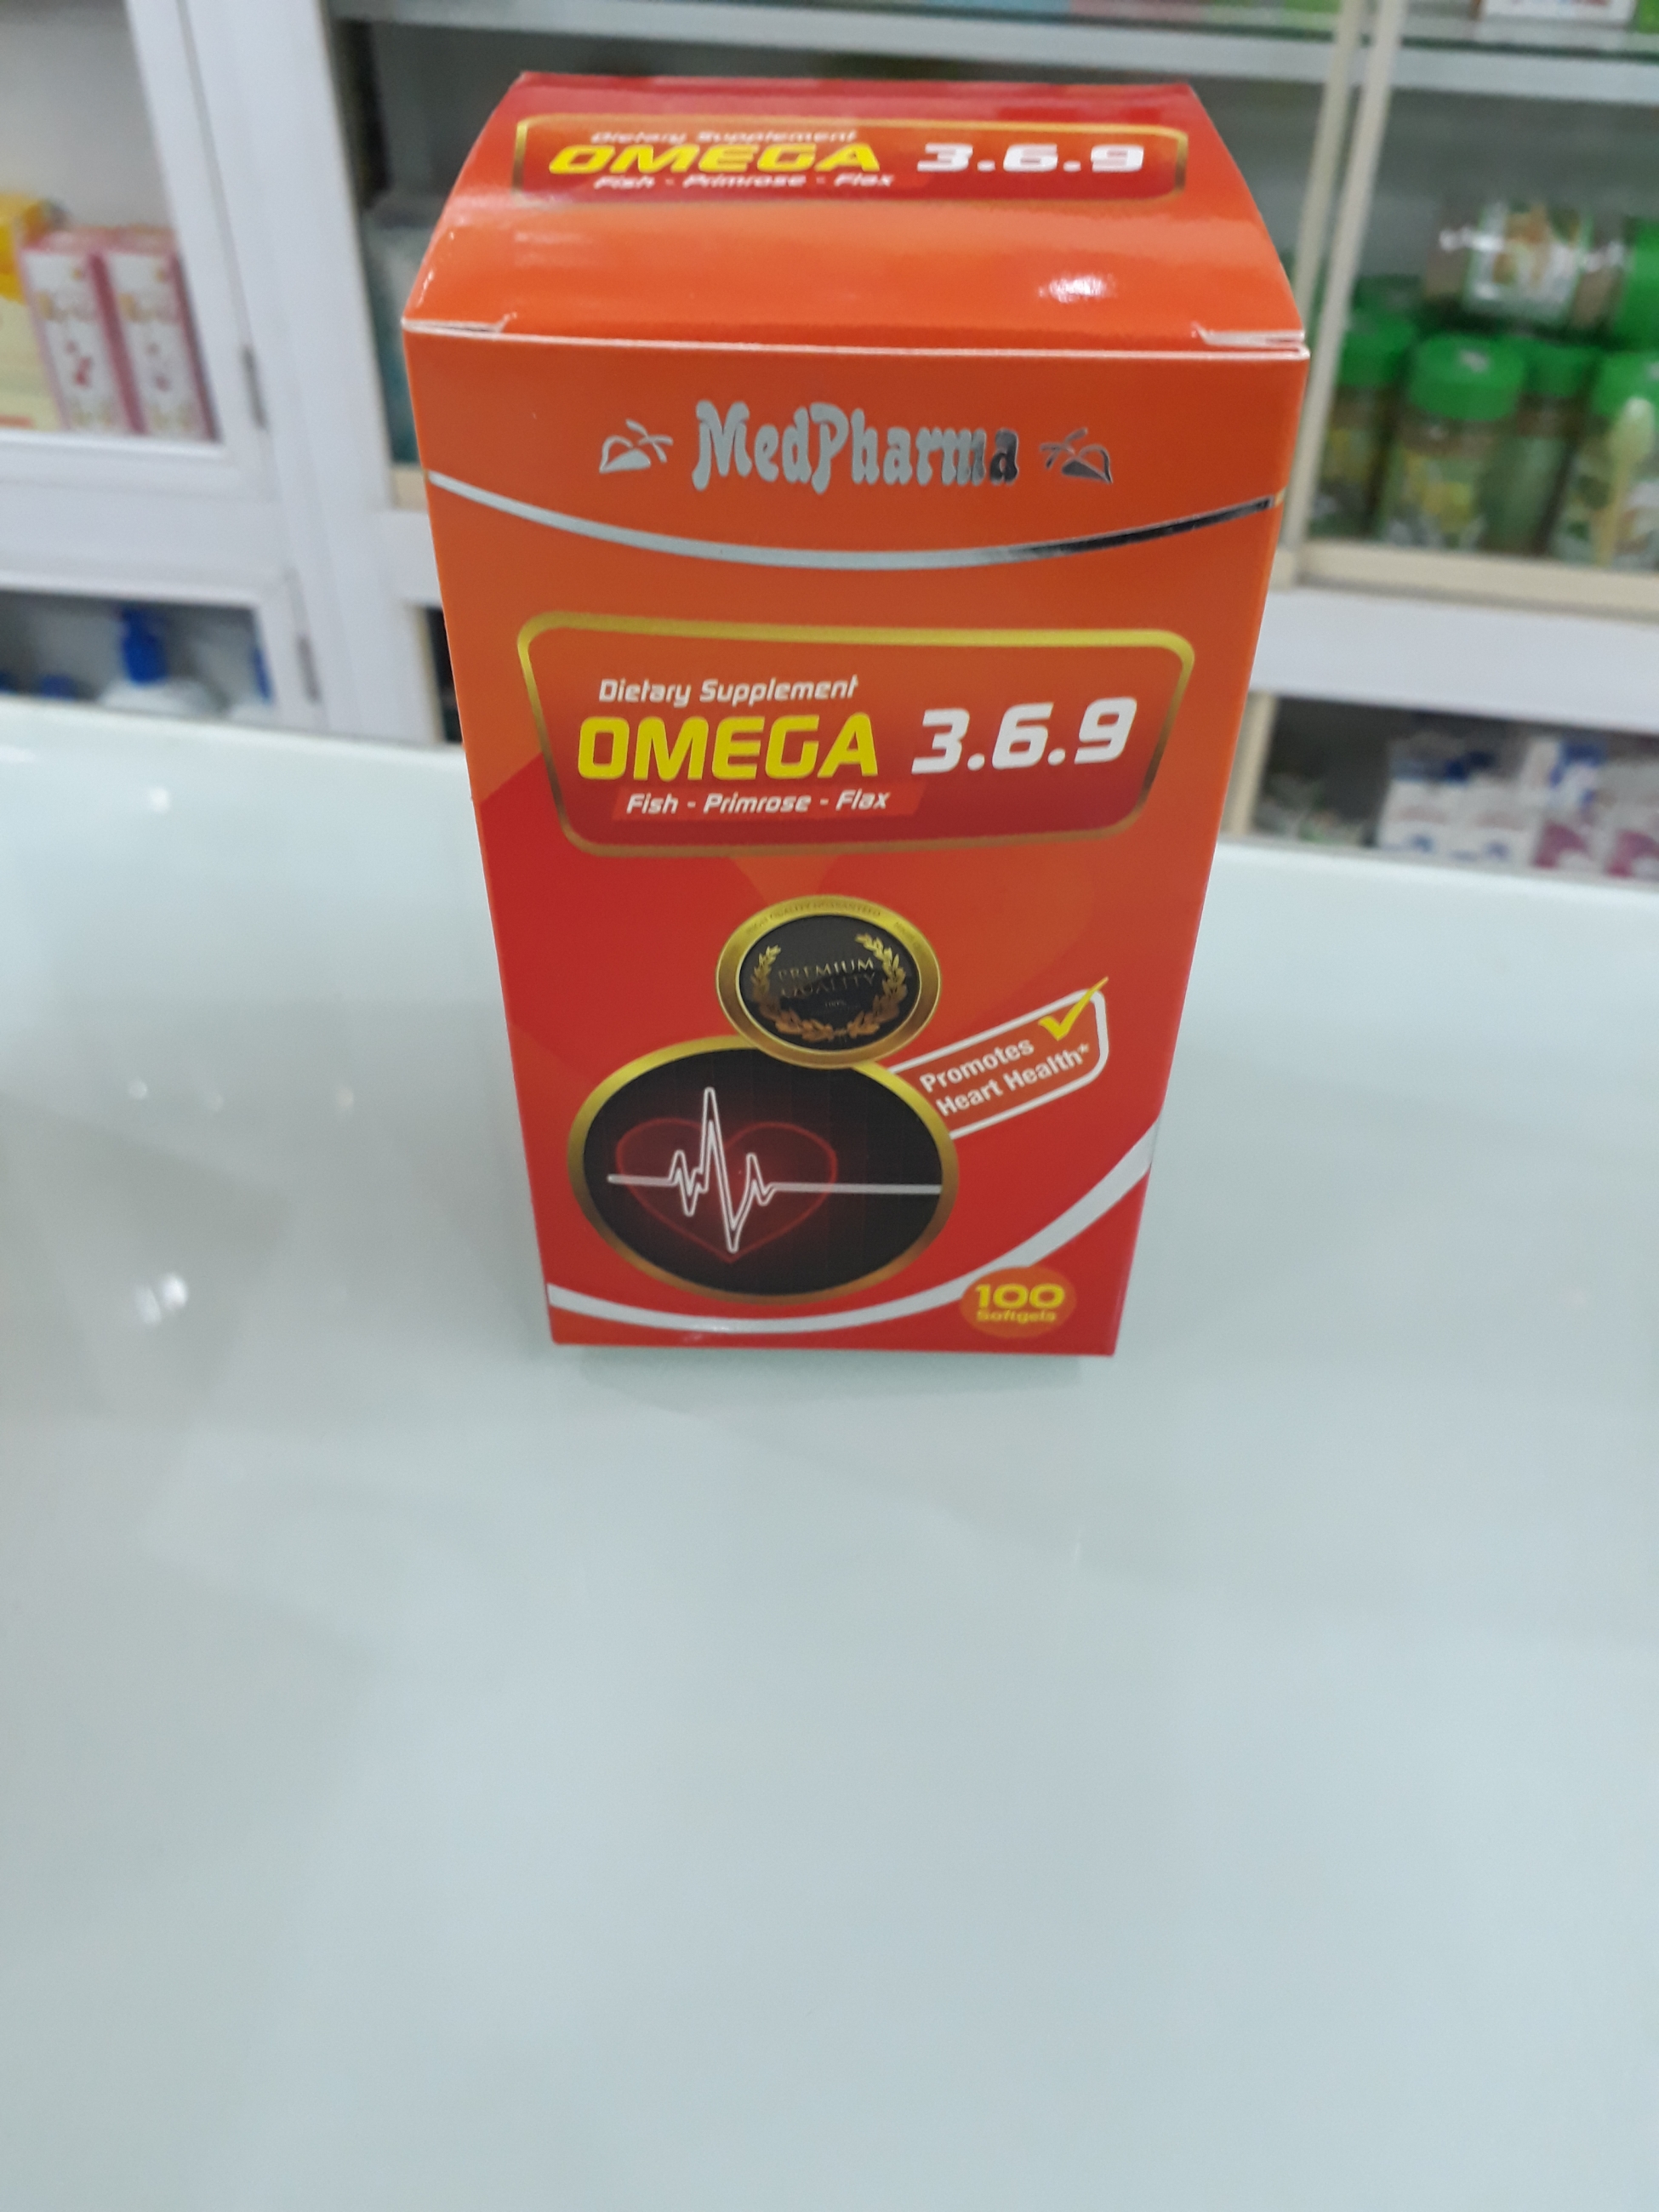 Dietary Supplement
OMEGA 3.6.9
Fish - Primrose - Flax
MedPharma
Dietary Supplement
OMEGA 3.6.9
Fish - Primrose - Flax
PREMIUM
QUALITY
Promotes
Heart Health*
100
Softgels